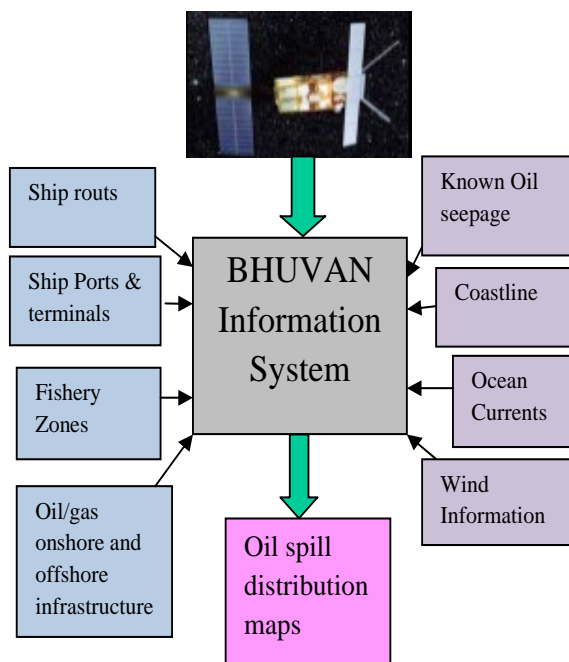 Ship routs
Ship Ports &
terminals
Fishery
Zones
Oil/gas
onshore and
offshore
infrastructure
BHUVAN
Information
System
Known Oil
seepage
Coastline
Ocean
Currents
Wind
Information
Oil spill
distribution
maps